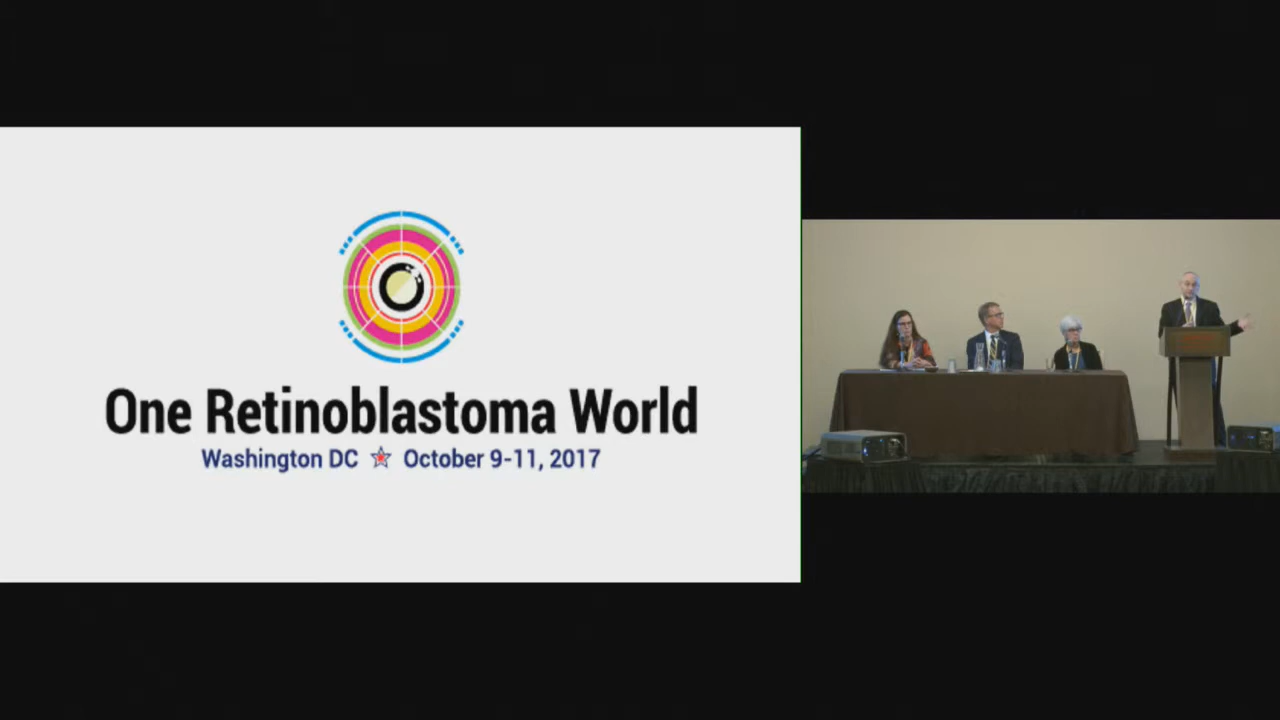 One Retinoblastoma World
Washington DC ★ October 9-11, 2017